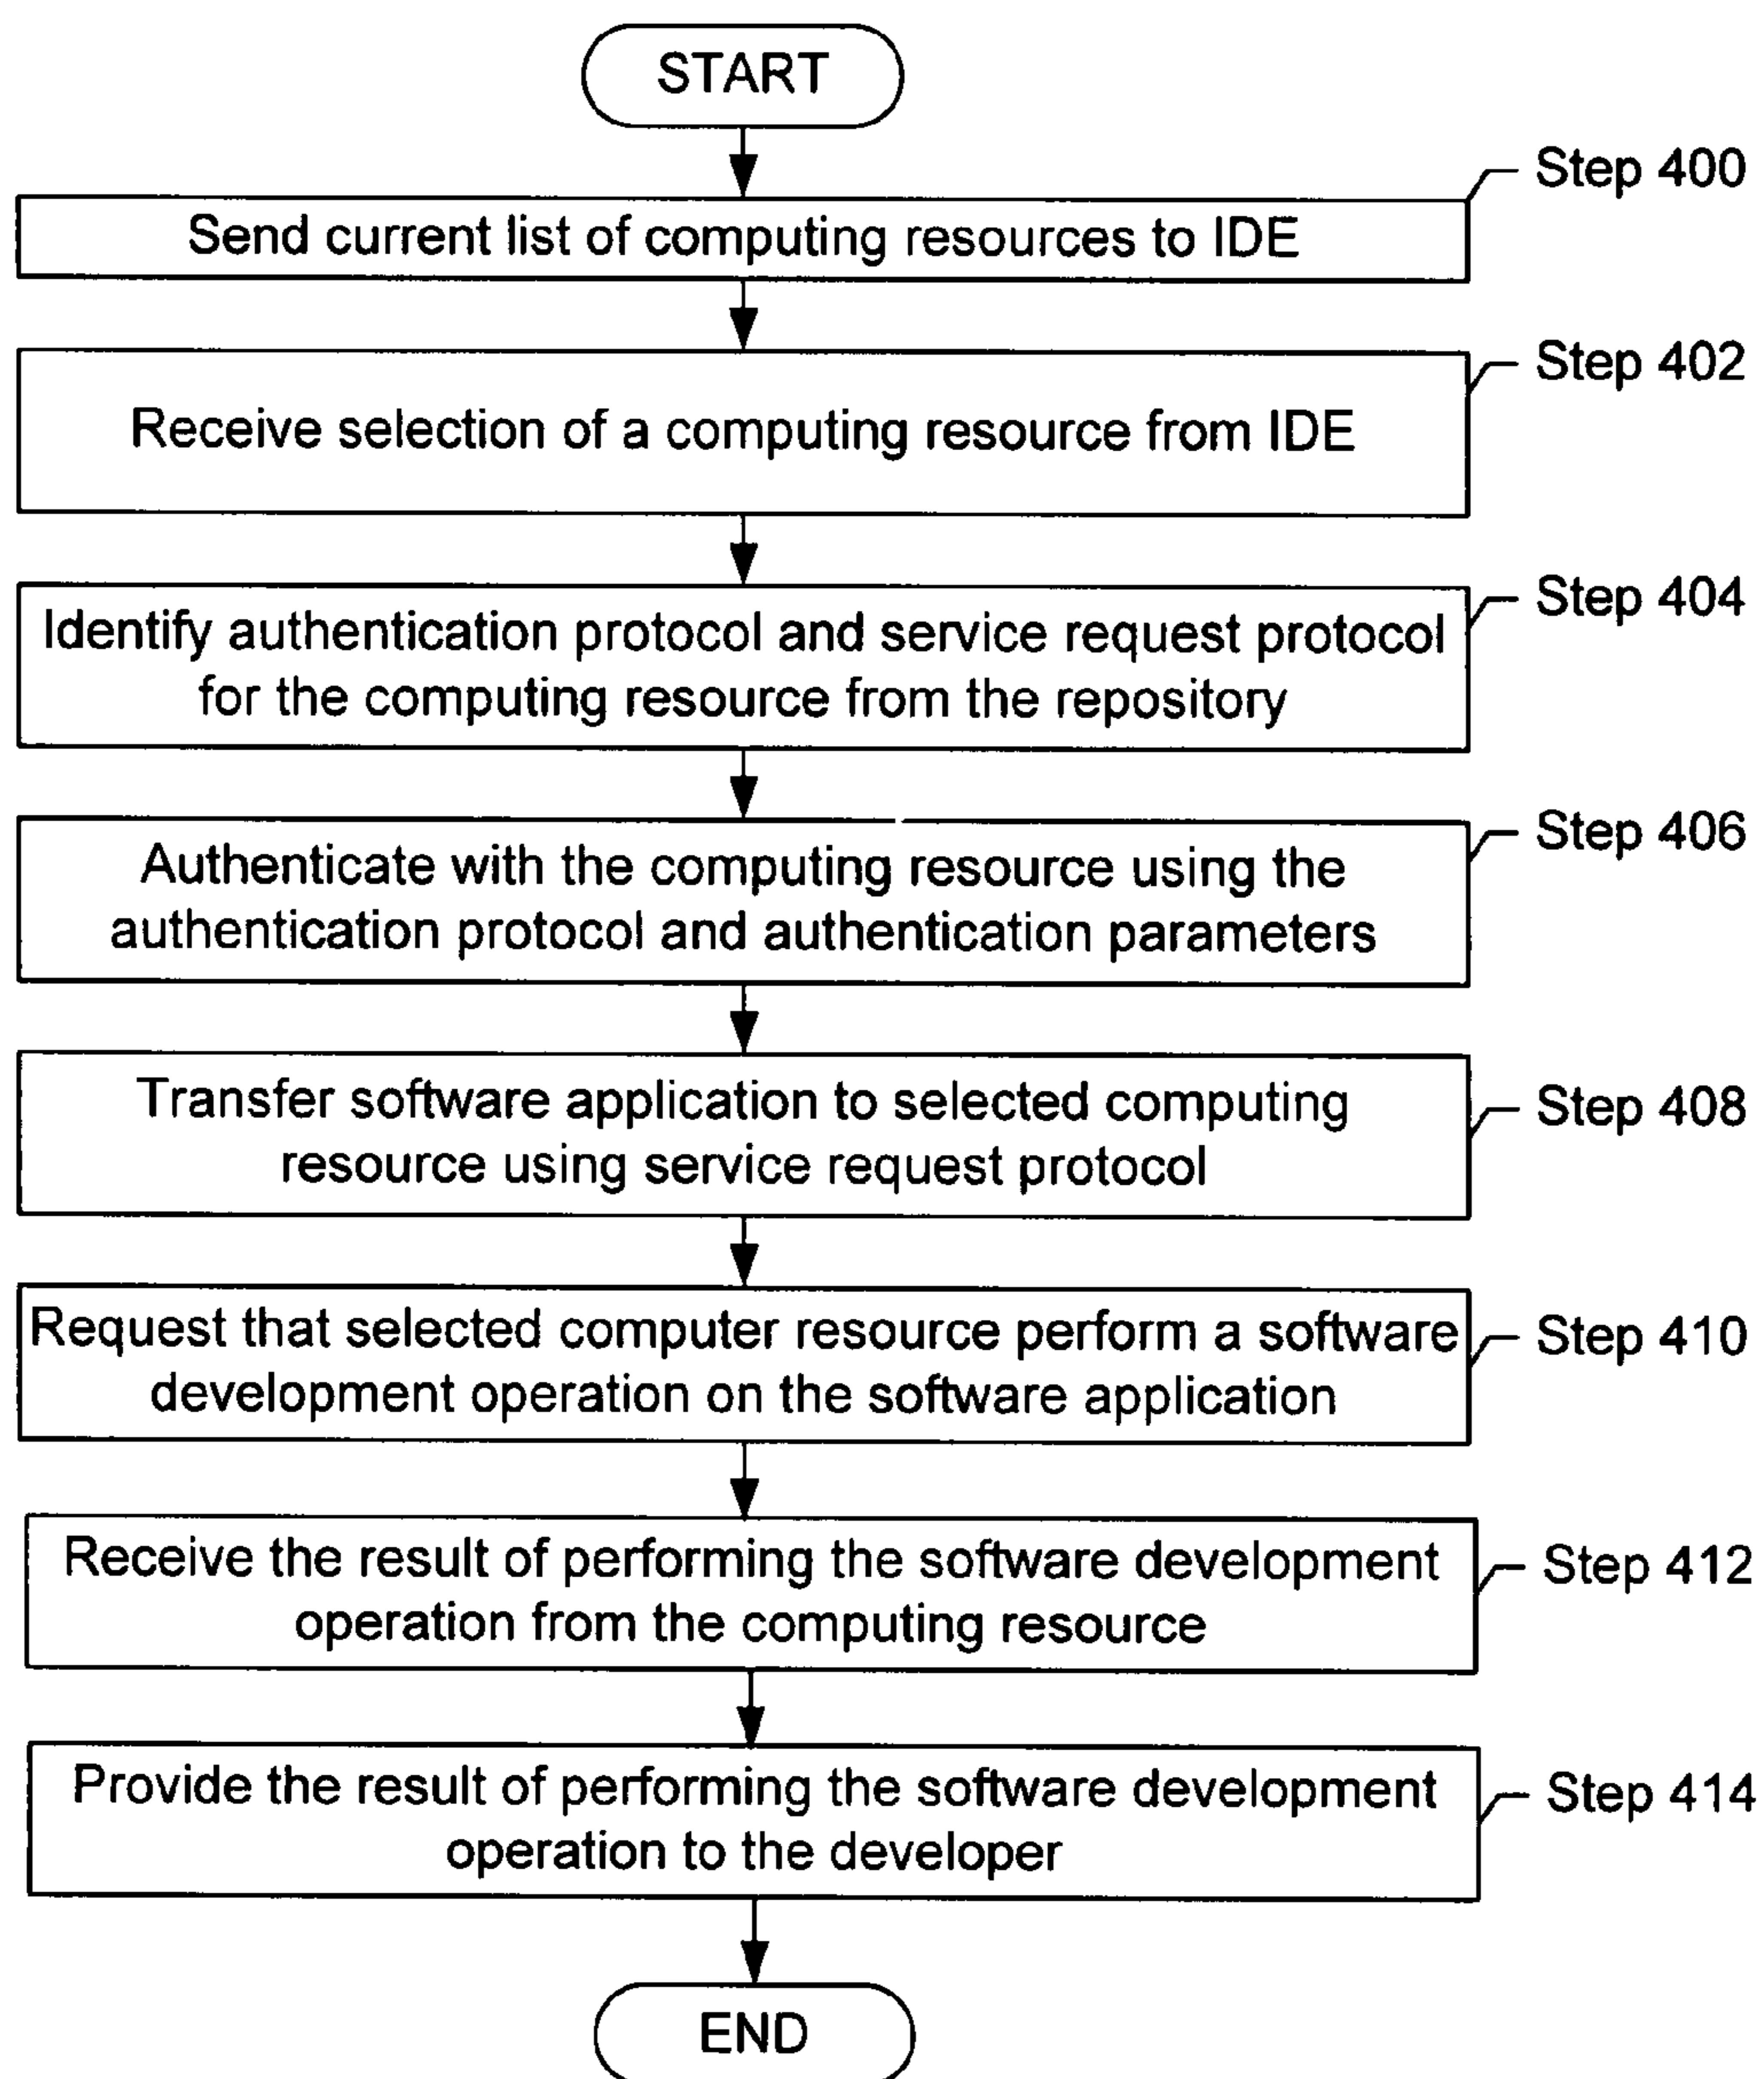 START
Step 400
Send current list of computing resources to IDE
Step 402
Receive selection of a computing resource from IDE
Step 404
Identify authentication protocol and service request protocol
for the computing resource from the repository
Step 406
Authenticate with the computing resource using the
authentication protocol and authentication parameters
Step 408
Transfer software application to selected computing
resource using service request protocol
Step 410
Request that selected computer resource perform a software
development operation on the software application
Step 412
Receive the result of performing the software development
operation from the computing resource
Step 414
Provide the result of performing the software development
operation to the developer
END